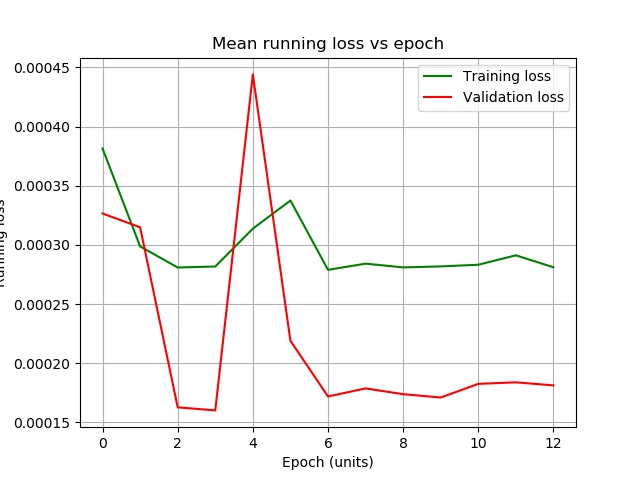 Mean running loss vs epoch
Training loss
Validation loss
0.00045
0.00040
0.00035
0.00030
0.00025
0.00020
0.00015
Running loss
0
2
4
6
8
10
12
Epoch (units)